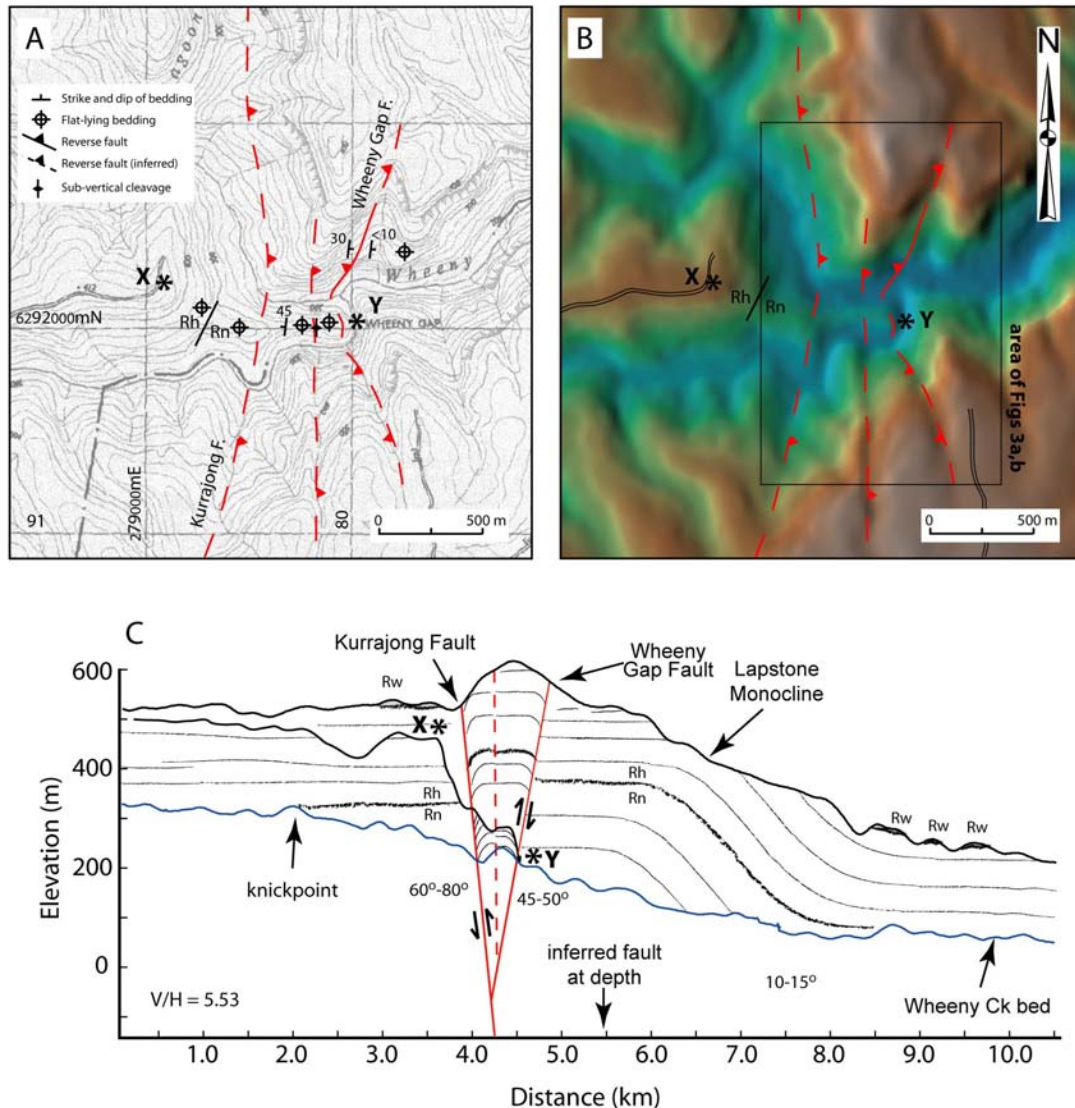 A
Strike and dip of bedding
Flat-lying bedding
Reverse fault
Reverse fault (inferred)
Sub-vertical cleavage
Wheeny Gap F.
30
<10
Wheeny
X
Y
6292000mN
Rh
Rn
45
WHEENY GAP
Kurrajong F.
279000mE
91
80
0
500 m
B
N
X
Rh
Rn
Y
area of Figs 3a,b
0
500 m
C
Kurrajong Fault
Wheeny
Gap Fault
Lapstone
Monocline
600
Rw
X
400
Rh
Rn
Rh
Rn
Rw
Rw
Rw
200
Y
knickpoint
60°-80°
45-50°
0
inferred fault
at depth
10-15°
Wheeny Ck bed
V/H = 5.53
Elevation (m)
1.0
2.0
3.0
4.0
5.0
6.0
7.0
8.0
9.0
10.0
Distance (km)